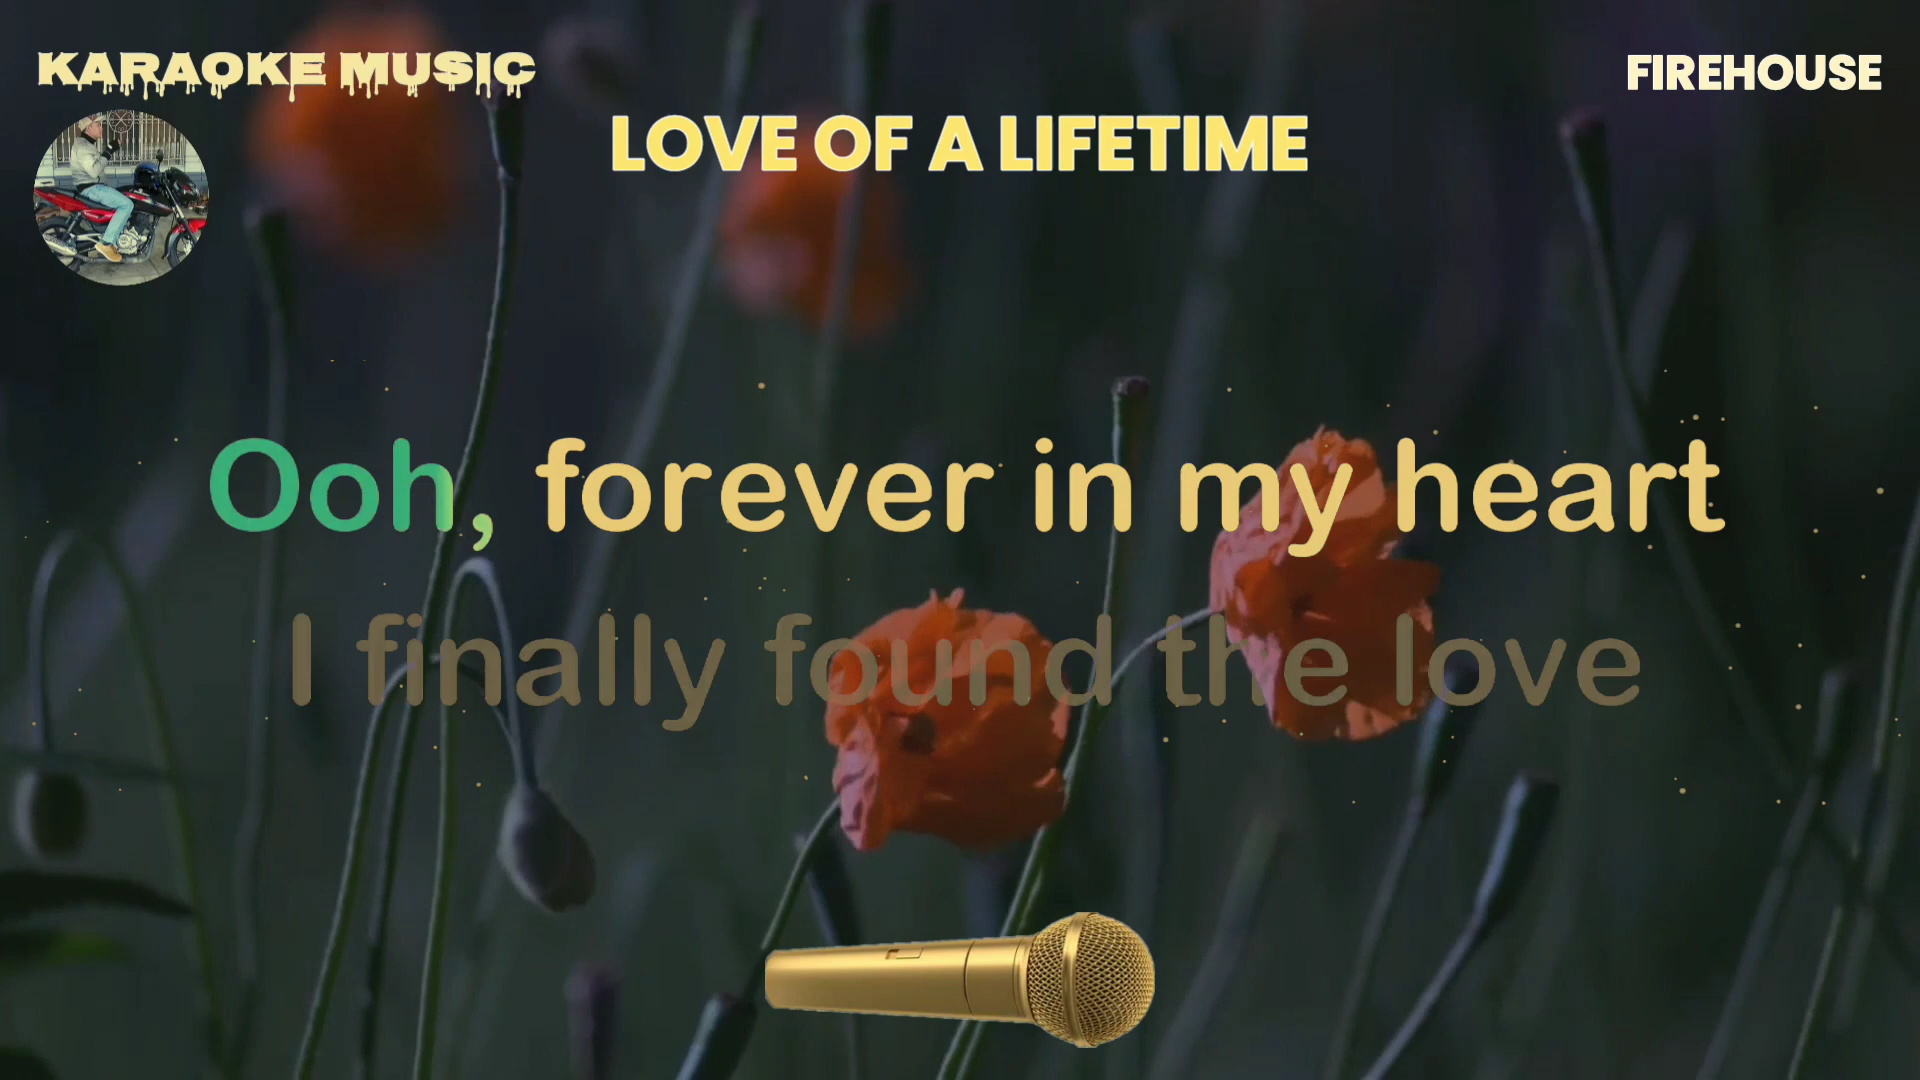 KARAOKE MUSIC
FIREHOUSE
LOVE OF A LIFETIME
Ooh, forever in my heart
I finally found the love